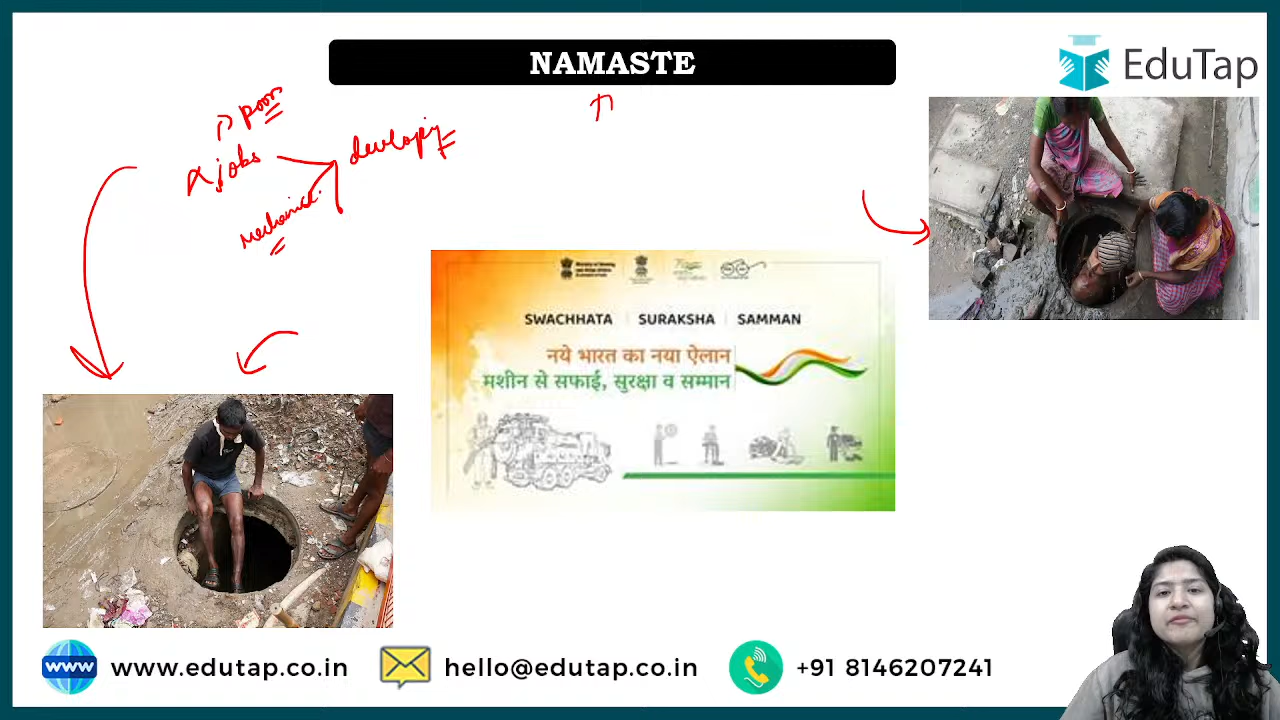 NAMASTE
EduTap
poor
jobs
developing
mechanical
SWACHHATA SURAKSHA SAMMAN
नये भारत का नया ऐलान
मशीन से सफाई, सुरक्षा व सम्मान
www
www.edutap.co.in
hello@edutap.co.in
+91 8146207241